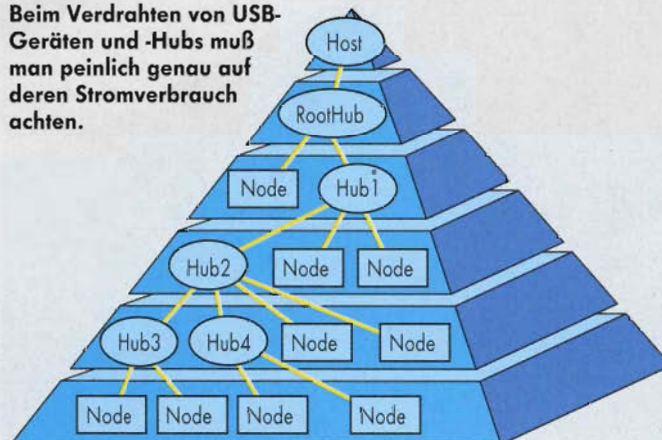 Beim Verdrahten von USB-
Geräten und -Hubs muß
man peinlich genau auf
deren Stromverbrauch
achten.
Host
RootHub
Node Hub1
Hub2 Node Node
Hub3 Hub4 Node Node
Node Node Node Node